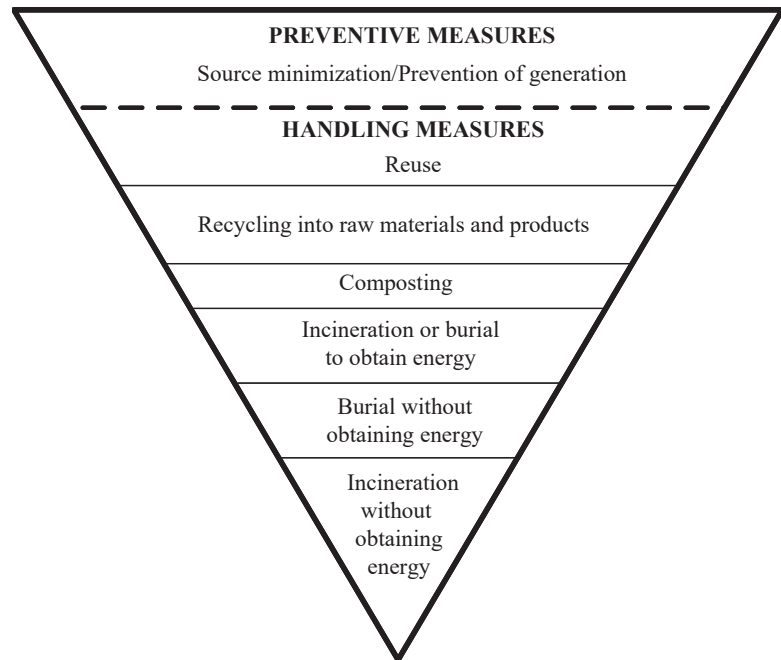 PREVENTIVE MEASURES
Source minimization/Prevention of generation
HANDLING MEASURES
Reuse
Recycling into raw materials and products
Composting
Incineration or burial
to obtain energy
Burial without
obtaining energy
Incineration
without
obtaining
energy